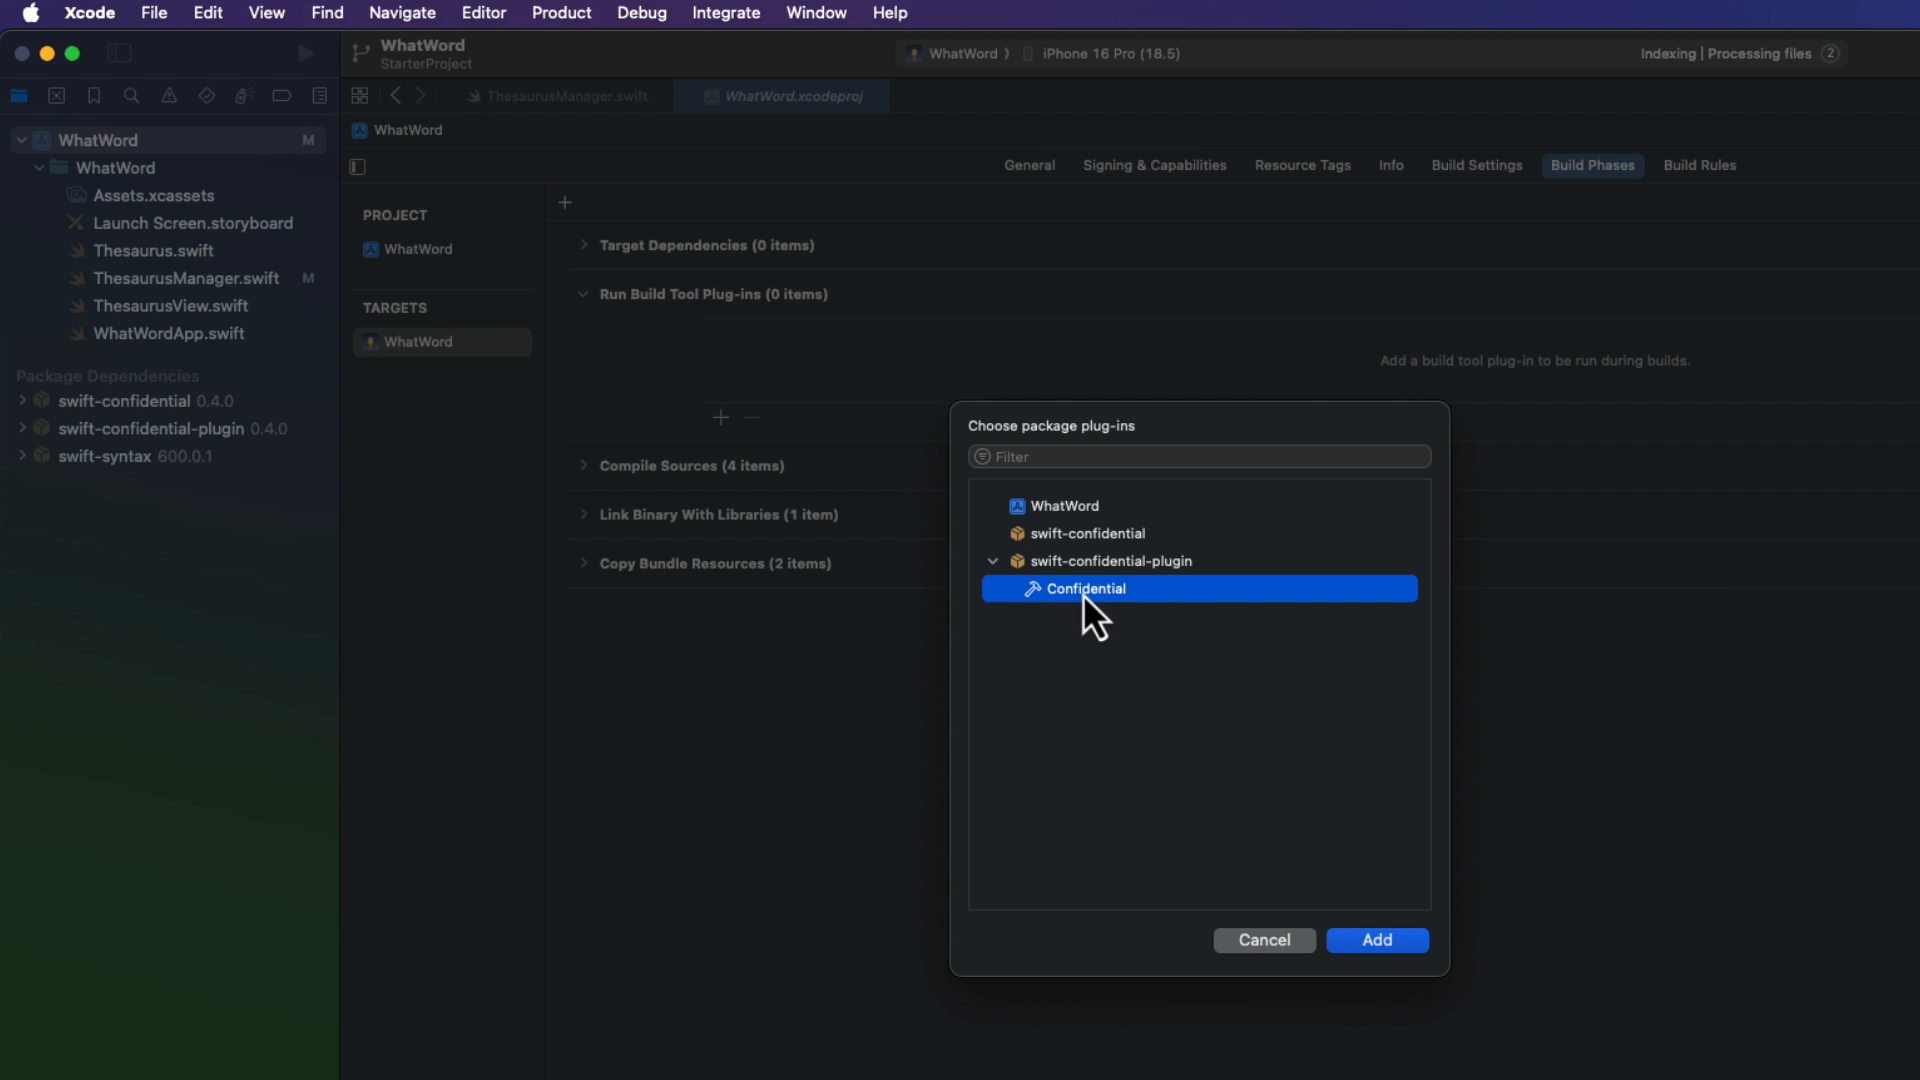 Xcode File Edit View Find Navigate Editor Product Debug Integrate Window Help
WhatWord
StarterProject
WhatWord
iPhone 16 Pro (18.5)
Indexing | Processing files 2
ThesaurusManager.swift
WhatWord.xcodeproj
WhatWord M
WhatWord
Assets.xcassets
Launch Screen.storyboard
Thesaurus.swift
ThesaurusManager.swift M
ThesaurusView.swift
WhatWordApp.swift
Package Dependencies
swift-confidential 0.4.0
swift-confidential-plugin 0.4.0
swift-syntax 600.0.1
WhatWord
General Signing & Capabilities Resource Tags Info Build Settings Build Phases Build Rules
PROJECT
WhatWord
TARGETS
WhatWord
Target Dependencies (0 items)
Run Build Tool Plug-ins (0 items)
Add a build tool plug-in to be run during builds.
Compile Sources (4 items)
Link Binary With Libraries (1 item)
Copy Bundle Resources (2 items)
Choose package plug-ins
Filter
WhatWord
swift-confidential
swift-confidential-plugin
Confidential
Cancel
Add